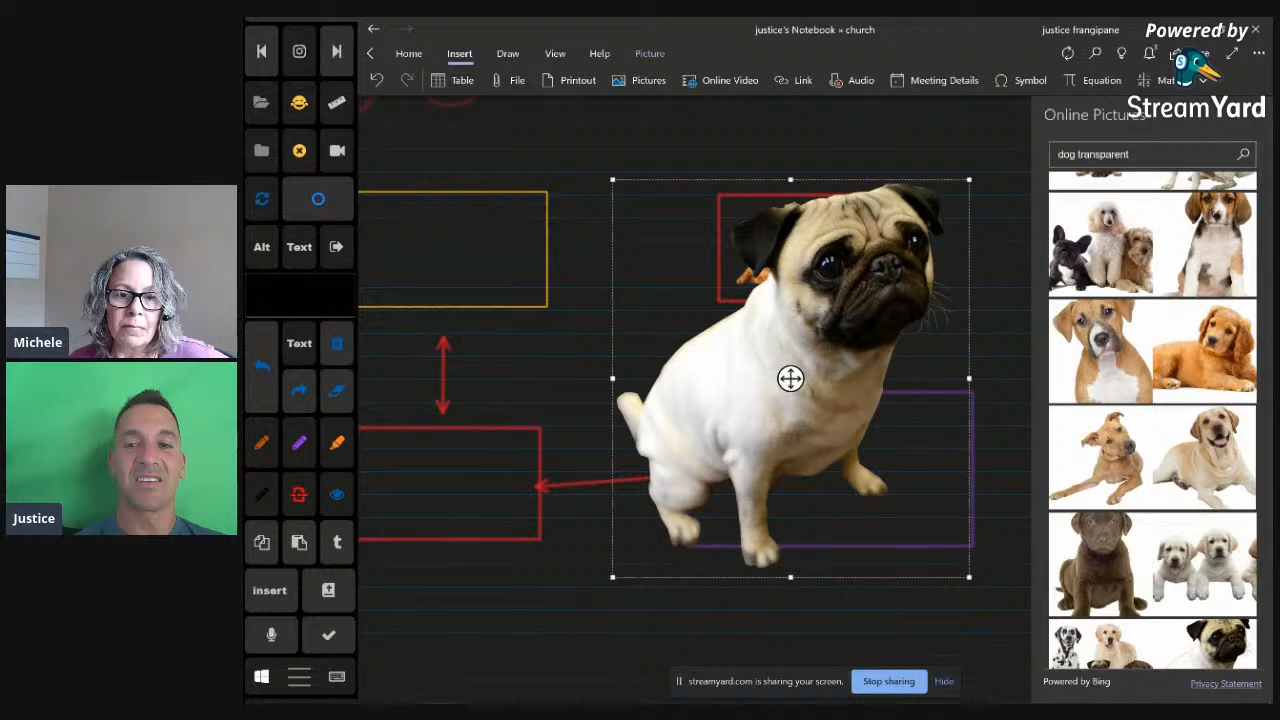 justice's Notebook » church
justice frangipane
Powered by
StreamYard
Home Insert Draw View Help Picture
Table File Printout Pictures Online Video Link Audio Meeting Details Symbol Equation
Online Pictures
dog transparent
Alt Text
Text
t
insert
Michele
Justice
streamyard.com is sharing your screen. Stop sharing Hide
Powered by Bing Privacy Statement